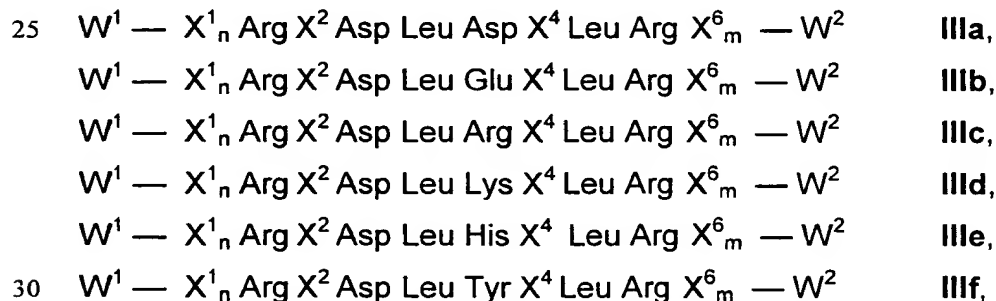 25 W¹ — X¹ₙ Arg X² Asp Leu Asp X⁴ Leu Arg X⁶ₘ — W² IIIa,
W¹ — X¹ₙ Arg X² Asp Leu Glu X⁴ Leu Arg X⁶ₘ — W² IIIb,
W¹ — X¹ₙ Arg X² Asp Leu Arg X⁴ Leu Arg X⁶ₘ — W² IIIc,
W¹ — X¹ₙ Arg X² Asp Leu Lys X⁴ Leu Arg X⁶ₘ — W² IIId,
W¹ — X¹ₙ Arg X² Asp Leu His X⁴ Leu Arg X⁶ₘ — W² IIIe,
30 W¹ — X¹ₙ Arg X² Asp Leu Tyr X⁴ Leu Arg X⁶ₘ — W² IIIf,